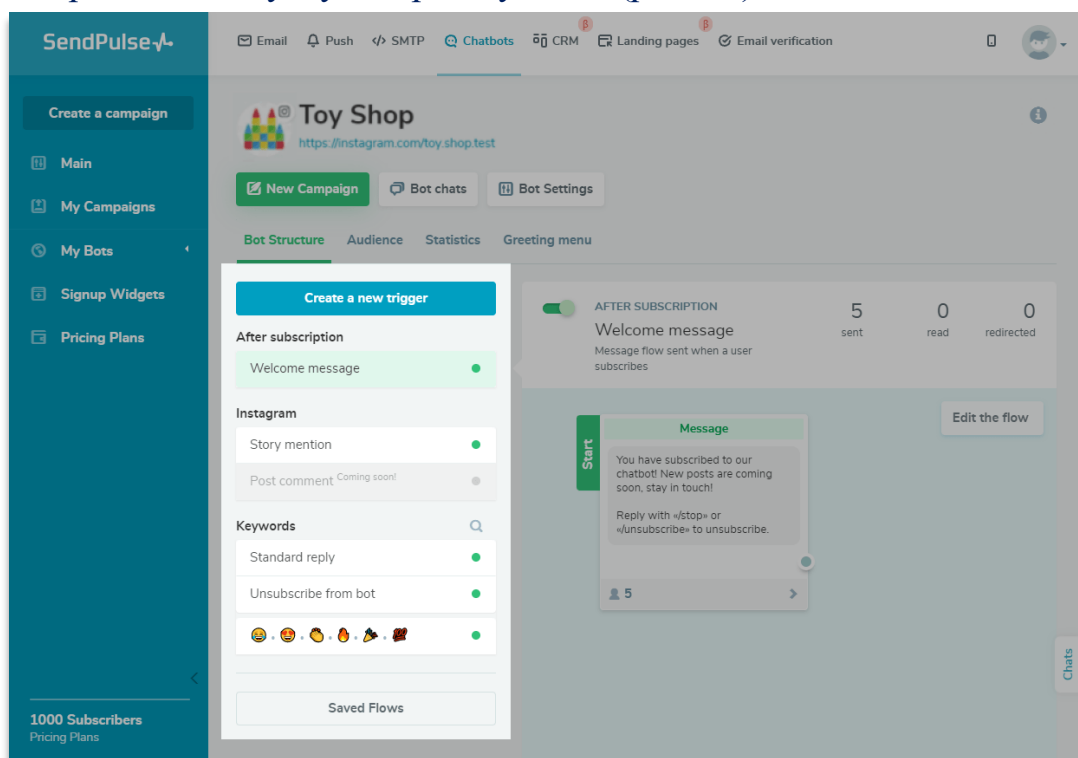 SendPulse
Email Push </> SMTP Chatbots CRM β Landing pages β Email verification
Create a campaign
Main
My Campaigns
My Bots
Signup Widgets
Pricing Plans
1000 Subscribers
Pricing Plans
Toy Shop
https://instagram.com/toy.shop.test
New Campaign Bot chats Bot Settings
Bot Structure Audience Statistics Greeting menu
Create a new trigger
After subscription
Welcome message
Instagram
Story mention
Post comment Coming soon!
Keywords
Standard reply
Unsubscribe from bot
Saved Flows
AFTER SUBSCRIPTION
Welcome message
Message flow sent when a user
subscribes
5 0 0
sent read redirected
Edit the flow
Start
Message
You have subscribed to our
chatbot! New posts are coming
soon, stay in touch!
Reply with «/stop» or
«/unsubscribe» to unsubscribe.
5
Chats